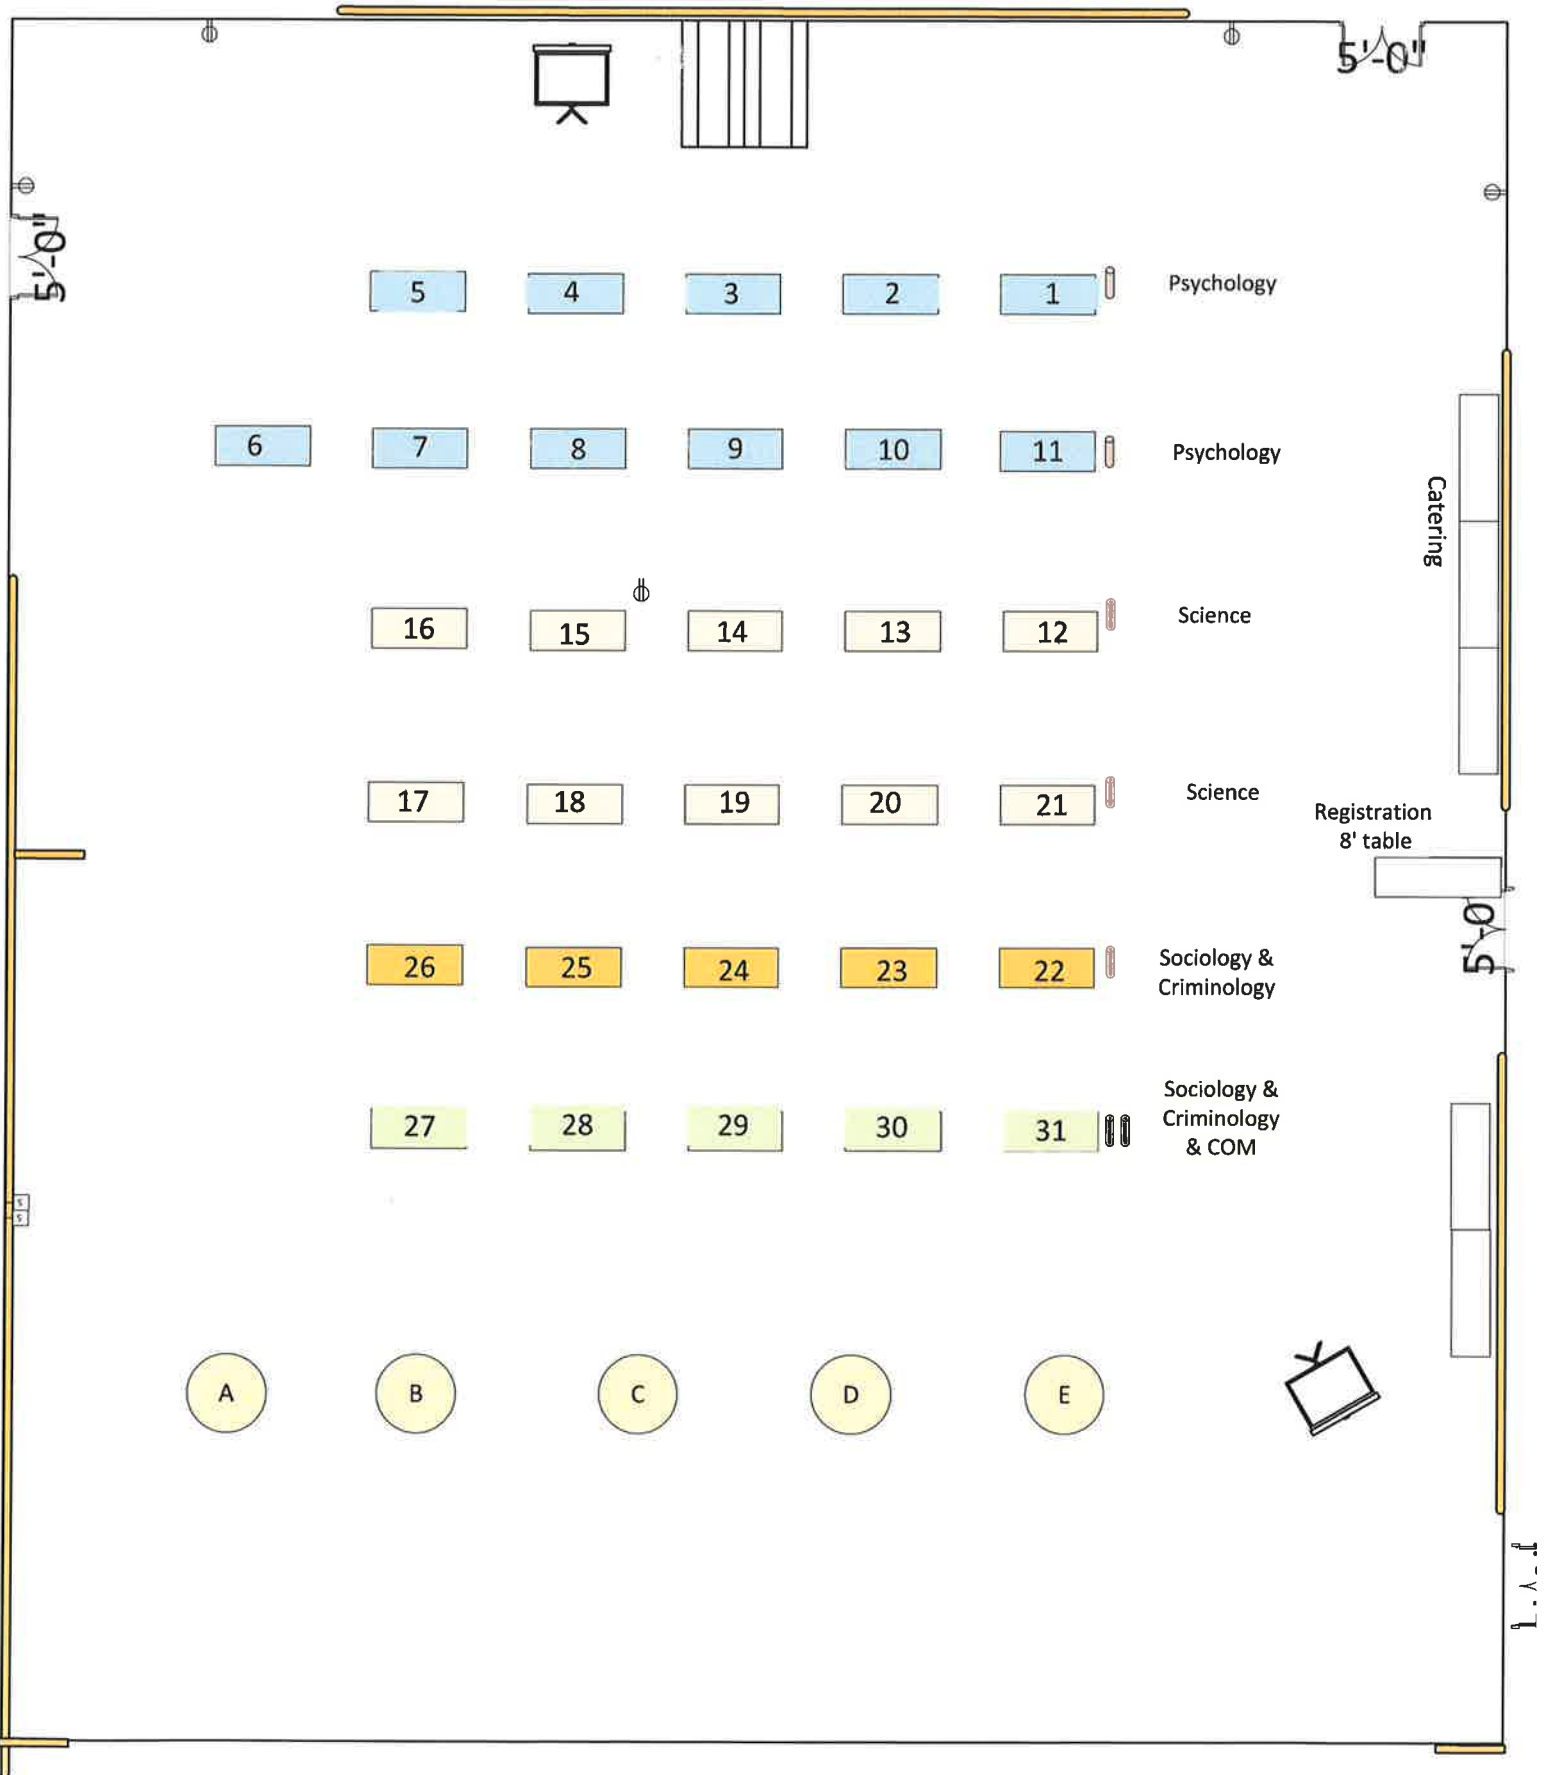 5'-0"
5'-0"
5 4 3 2 1 Psychology
6 7 8 9 10 11 Psychology
Catering
16 15 14 13 12 Science
17 18 19 20 21 Science
Registration
8' table
5'-0
26 25 24 23 22
Sociology &
Criminology
27 28 29 30 31
Sociology &
Criminology
& COM
S
S
A B C D E